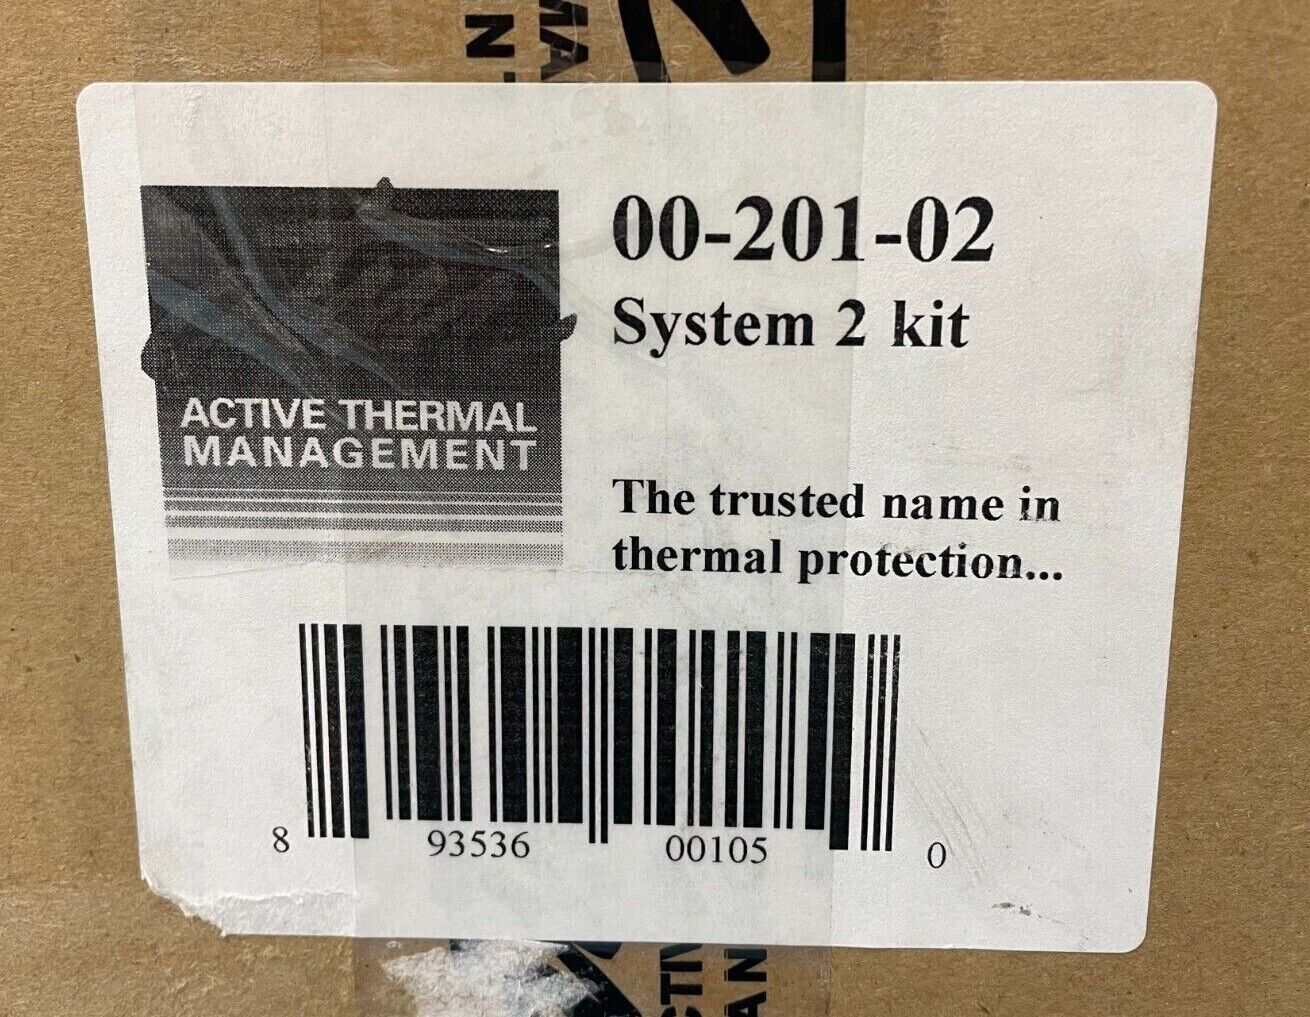 00-201-02
System 2 kit
ACTIVE THERMAL
MANAGEMENT
The trusted name in
thermal protection...
8 93536 00105 0